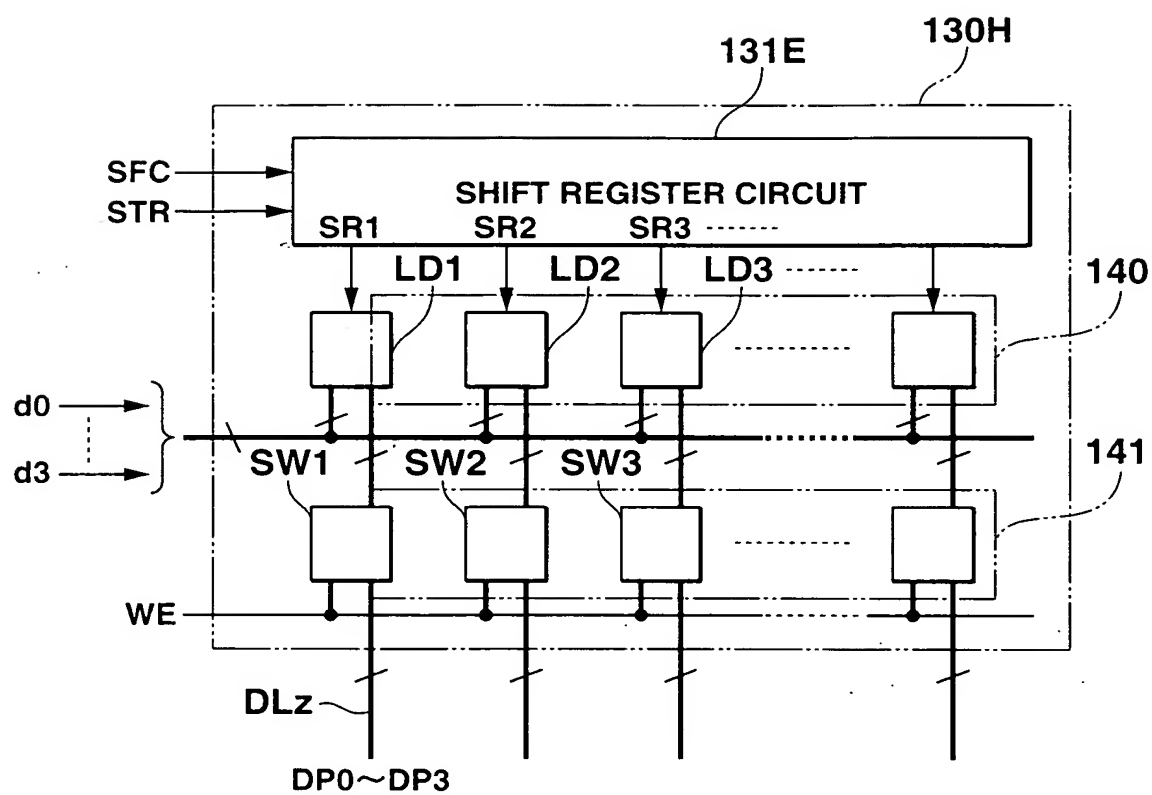 130H
131E
SFC
STR
SHIFT REGISTER CIRCUIT
SR1 SR2 SR3
LD1 LD2 LD3
140
d0
d3
SW1 SW2 SW3
141
WE
DLz
DP0~DP3